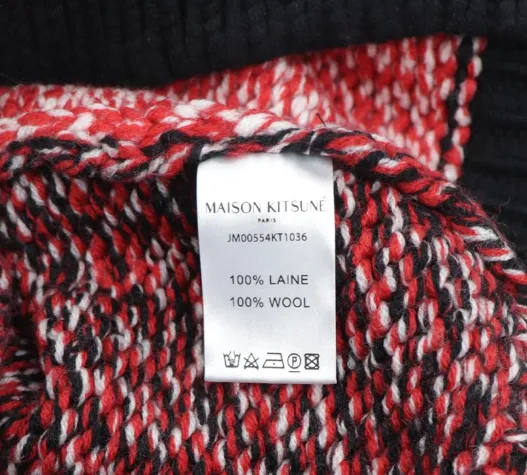 MAISON KITSUNÉ
PARIS
JM00554KT1036
100% LAINE
100% WOOL